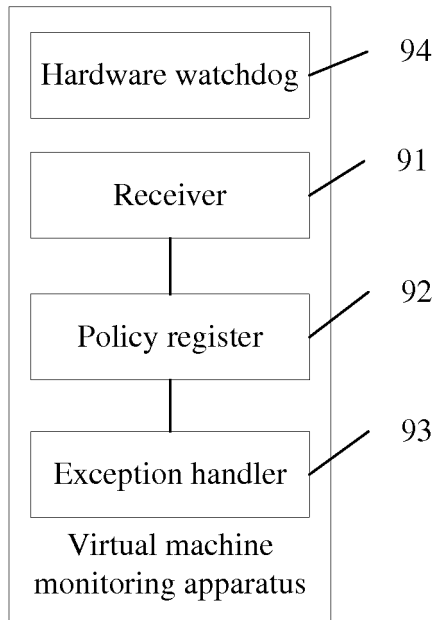 Hardware watchdog
94
Receiver
91
Policy register
92
Exception handler
93
Virtual machine
monitoring apparatus